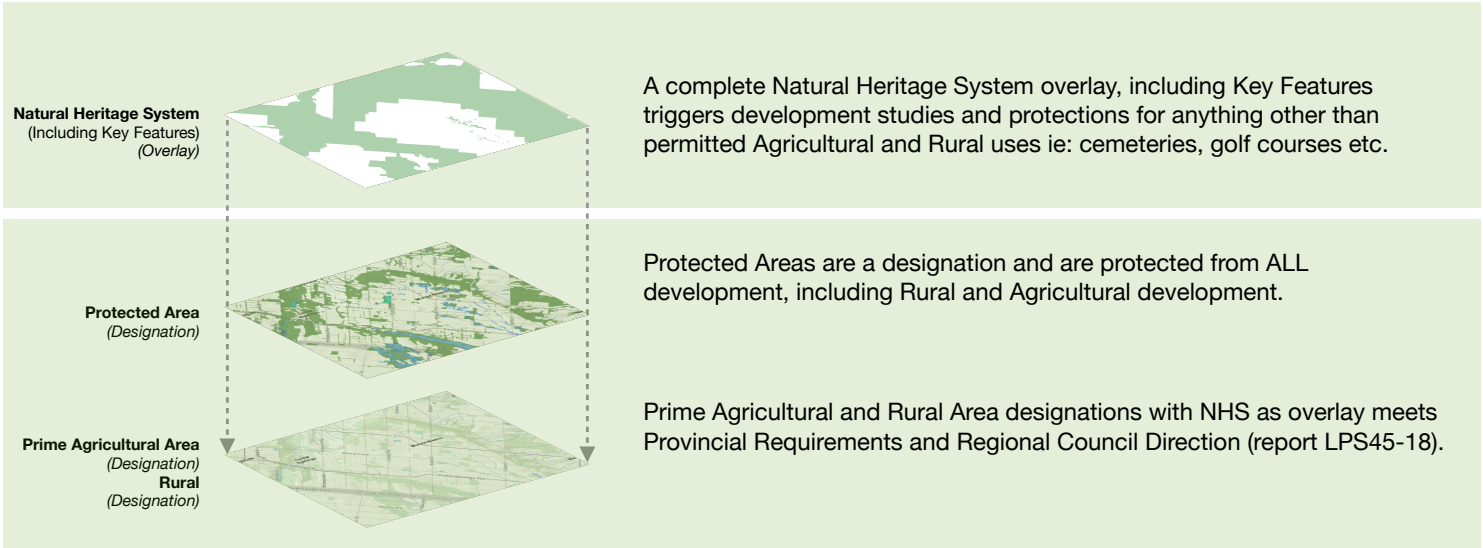 Natural Heritage System
(Including Key Features)
(Overlay)
A complete Natural Heritage System overlay, including Key Features
triggers development studies and protections for anything other than
permitted Agricultural and Rural uses ie: cemeteries, golf courses etc.
Protected Area
(Designation)
Protected Areas are a designation and are protected from ALL
development, including Rural and Agricultural development.
Prime Agricultural Area
(Designation)
Rural
(Designation)
Prime Agricultural and Rural Area designations with NHS as overlay meets
Provincial Requirements and Regional Council Direction (report LPS45-18).